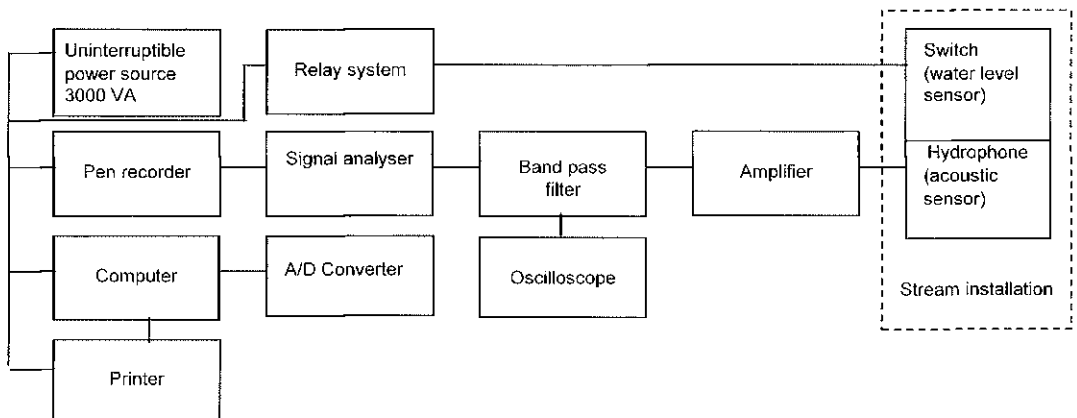 Uninterruptible
power source
3000 VA
Relay system
Switch
(water level
sensor)
Pen recorder
Signal analyser
Band pass
filter
Amplifier
Hydrophone
(acoustic
sensor)
Computer
A/D Converter
Oscilloscope
Stream installation
Printer